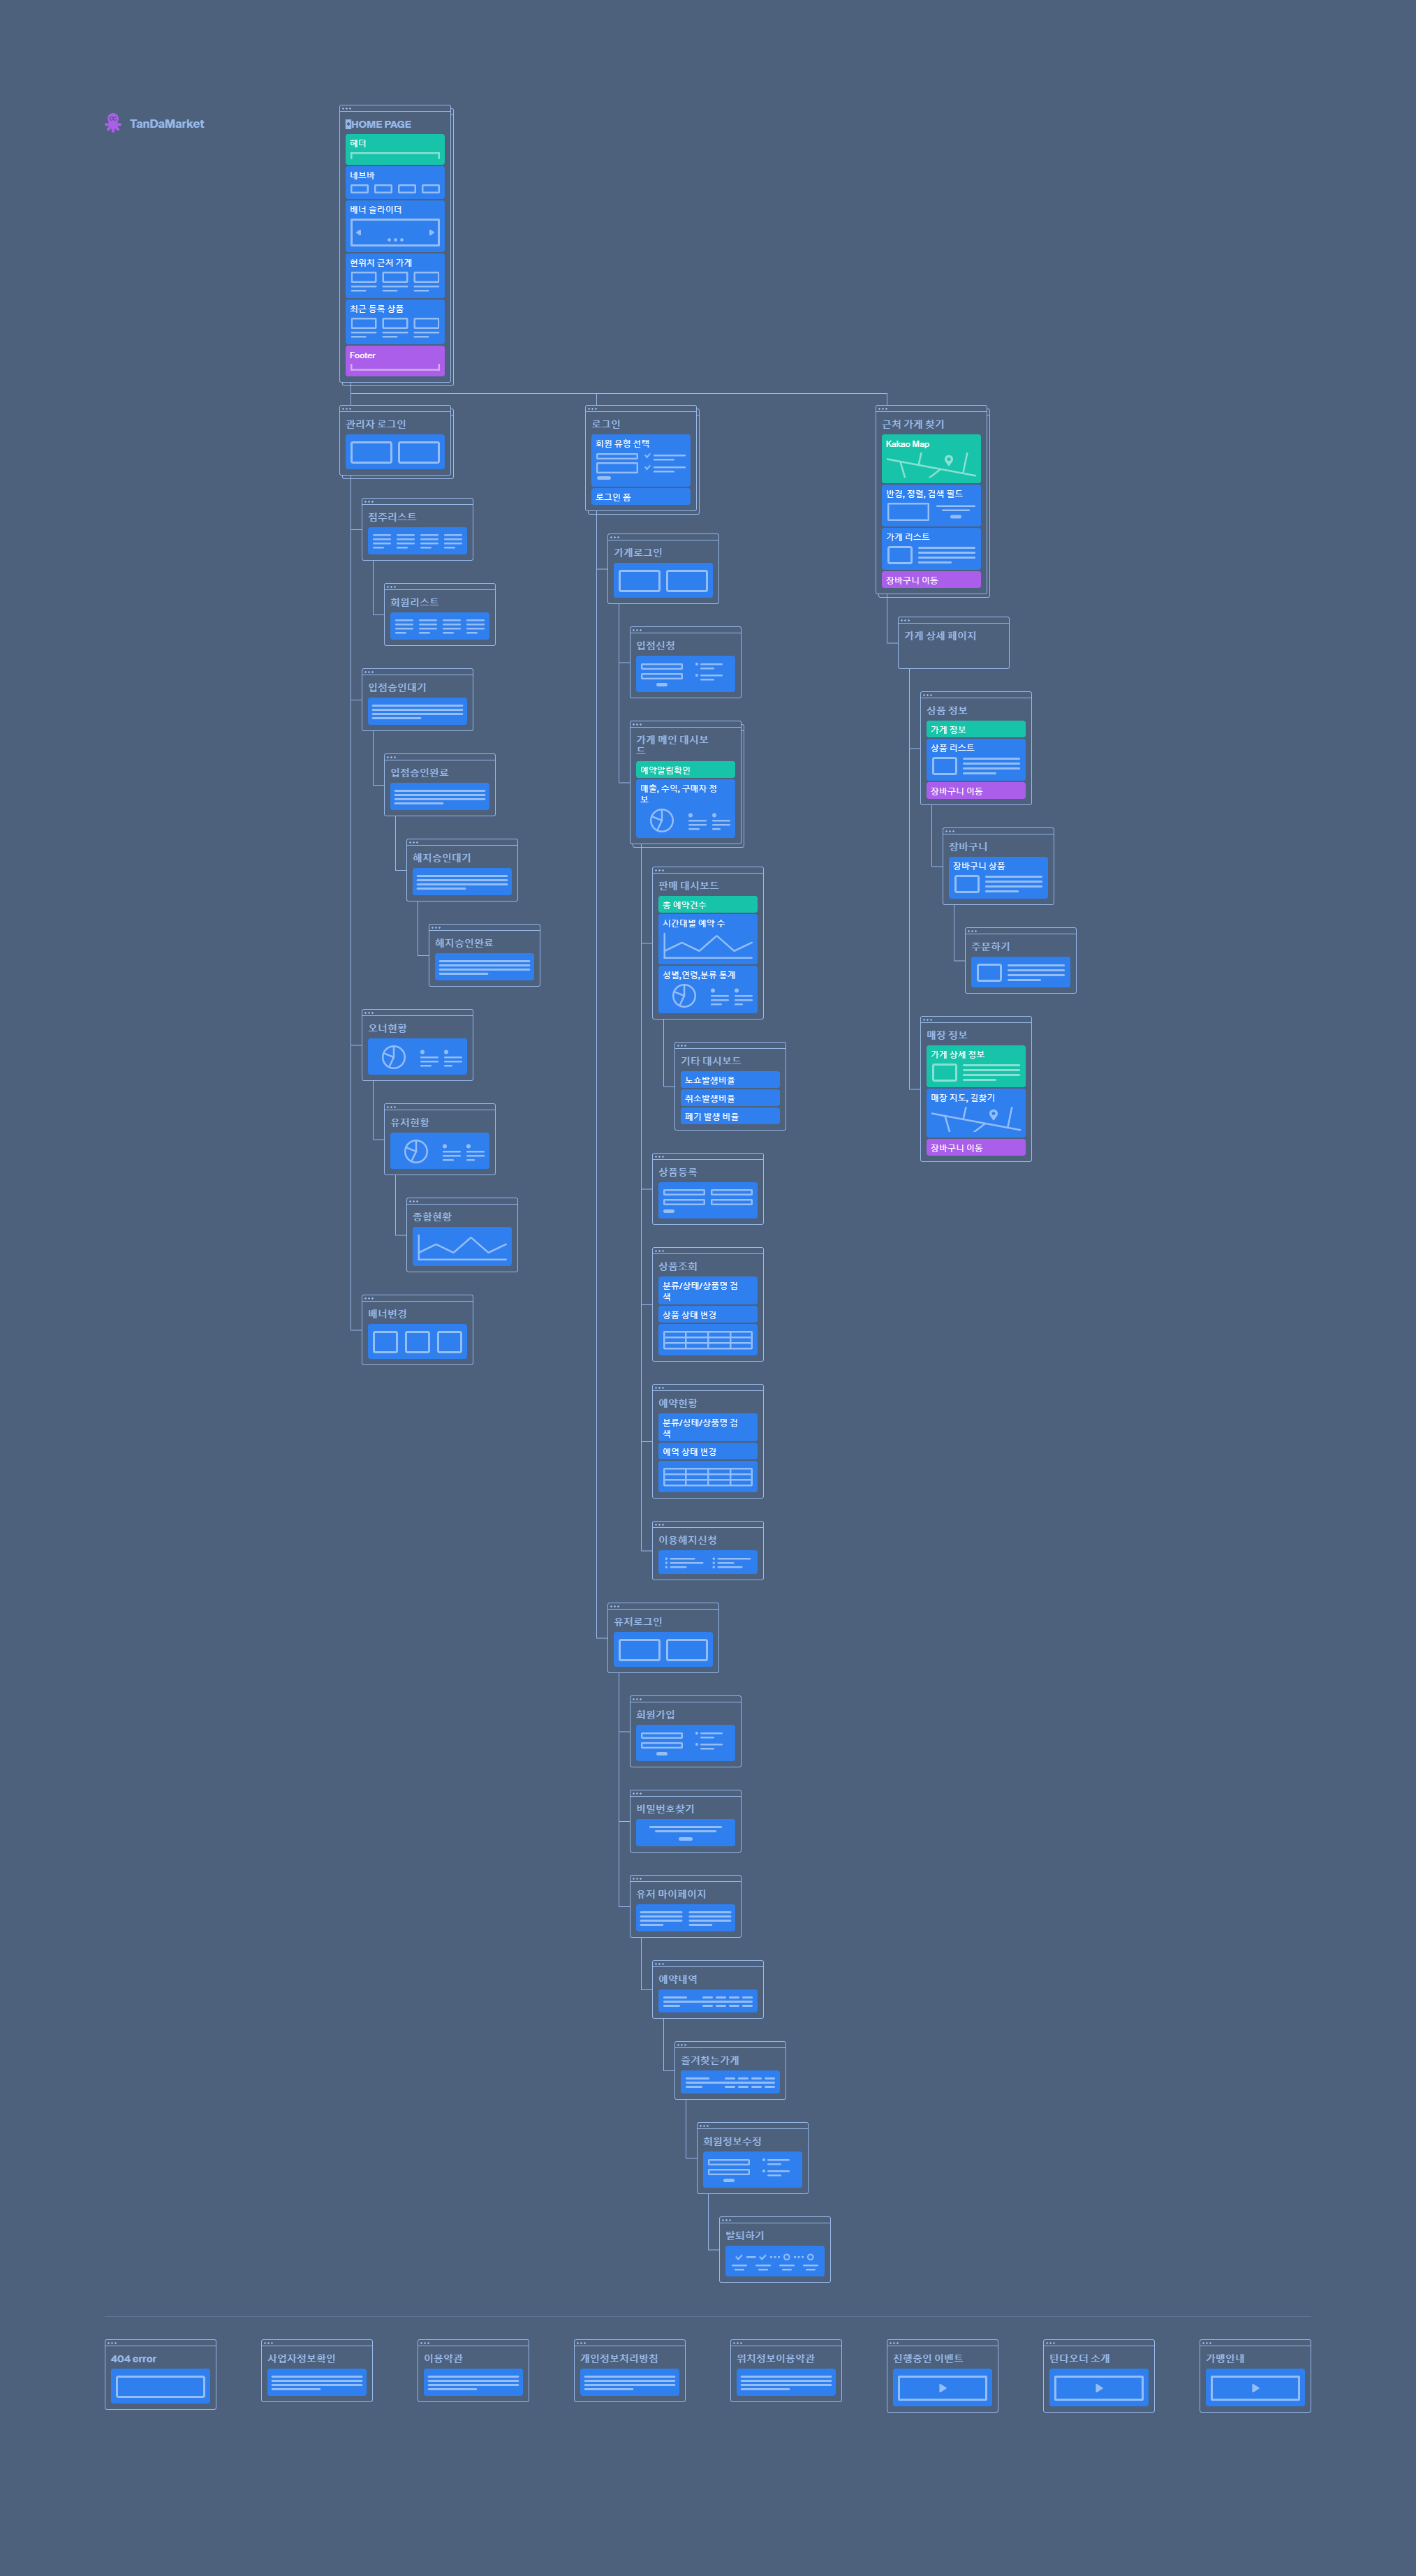 TanDaMarket
HOME PAGE
헤더
네브바
배너 슬라이더
현위치 근처 가게
최근 등록 상품
Footer
관리자 로그인
점주리스트
회원리스트
입점승인대기
입점승인완료
해지승인대기
해지승인완료
오너현황
유저현황
종합현황
배너변경
로그인
회원 유형 선택
로그인 폼
가게로그인
입점신청
가게 메인 대시보
드
예약알림확인
매출, 수익, 구매자 정
보
판매 대시보드
총 예약건수
시간대별 예약 수
성별,연령,분류 통계
기타 대시보드
노쇼발생비율
취소발생비율
폐기 발생 비율
상품등록
상품조회
분류/상태/상품명 검
색
상품 상태 변경
예약현황
분류/싱태/상품명 검
색
예역 상태 변경
이용해지신청
유저로그인
회원가입
비밀번호찾기
유저 마이페이지
예약내역
즐겨찾는가게
회원정보수정
탈퇴하기
근처 가게 찾기
Kakao Map
반경, 정렬, 검색 필드
가게 리스트
장바구니 이동
가게 상세 페이지
상품 정보
가게 정보
상품 리스트
장바구니 이동
장바구니
장바구니 상품
주문하기
매장 정보
가게 상세 정보
매장 지도, 길찾기
장바구니 이동
404 error
사업자정보확인
이용약관
개인정보처리방침
위치정보이용약관
진행중인 이벤트
탄다오더 소개
가맹안내